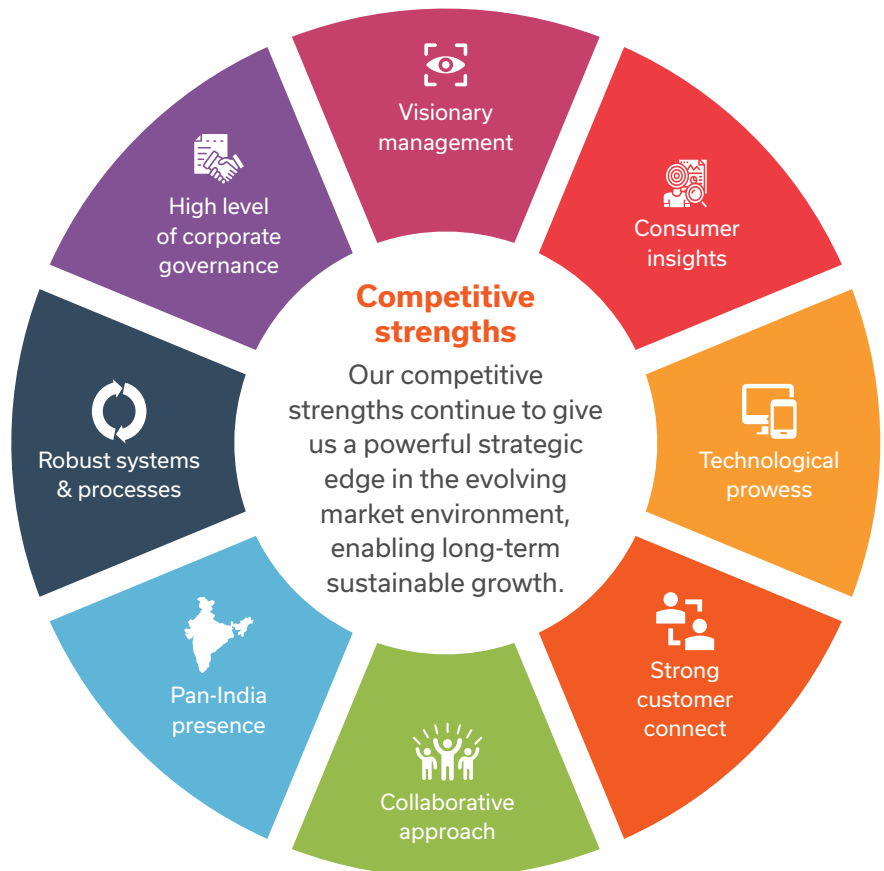 Visionary
management
Consumer
insights
Technological
prowess
Strong
customer
connect
Collaborative
approach
Pan-India
presence
Robust systems
& processes
High level
of corporate
governance
Competitive
strengths
Our competitive
strengths continue to give
us a powerful strategic
edge in the evolving
market environment,
enabling long-term
sustainable growth.